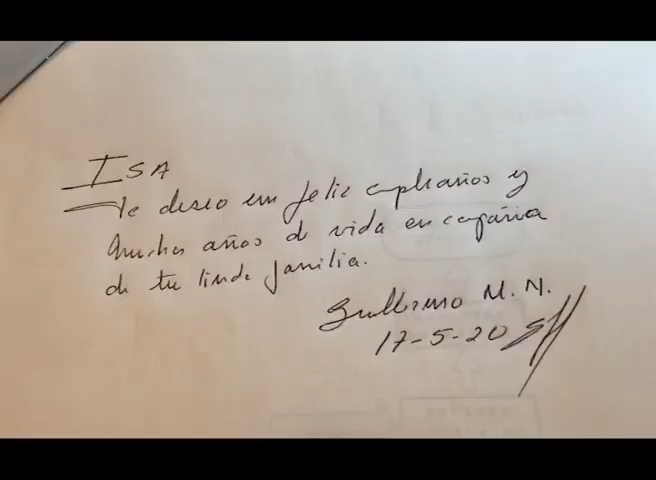 ISA
Te deseo un feliz cumpleaños y
muchos años de vida en compañia
de tu linda familia.
Guillermo M. N.
17-5-20